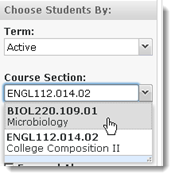 Choose Students By:
Term:
Active
Course Section:
ENGL112.014.02
BIOL220.109.01
Microbiology
ENGL112.014.02
College Composition II